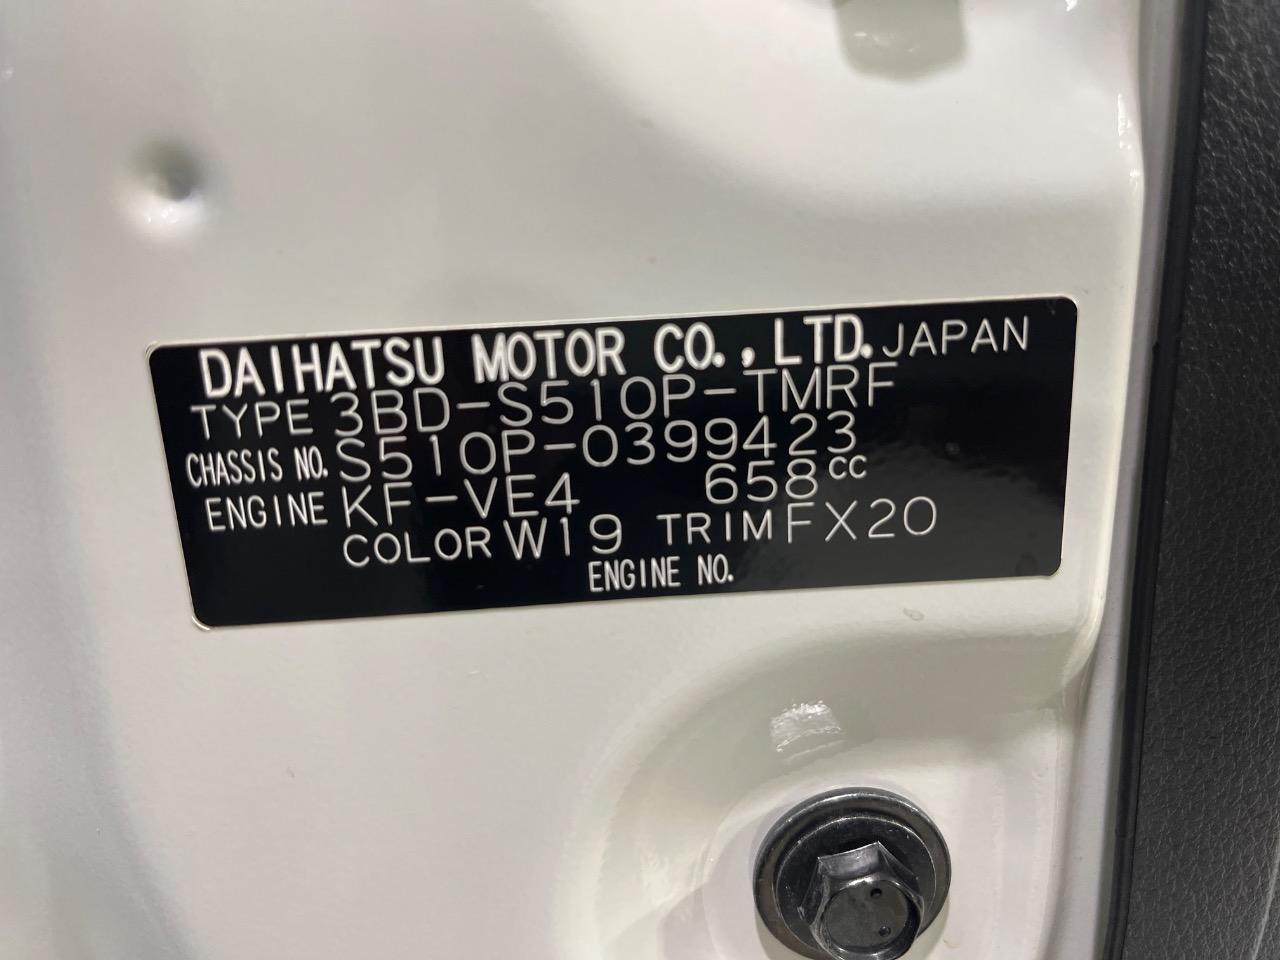 DAIHATSU MOTOR CO., LTD. JAPAN
TYPE 3BD-S510P-TMRF
CHASSIS NO. S510P-0399423
ENGINE KF-VE4 658cc
COLOR W19 TRIM FX20
ENGINE NO.